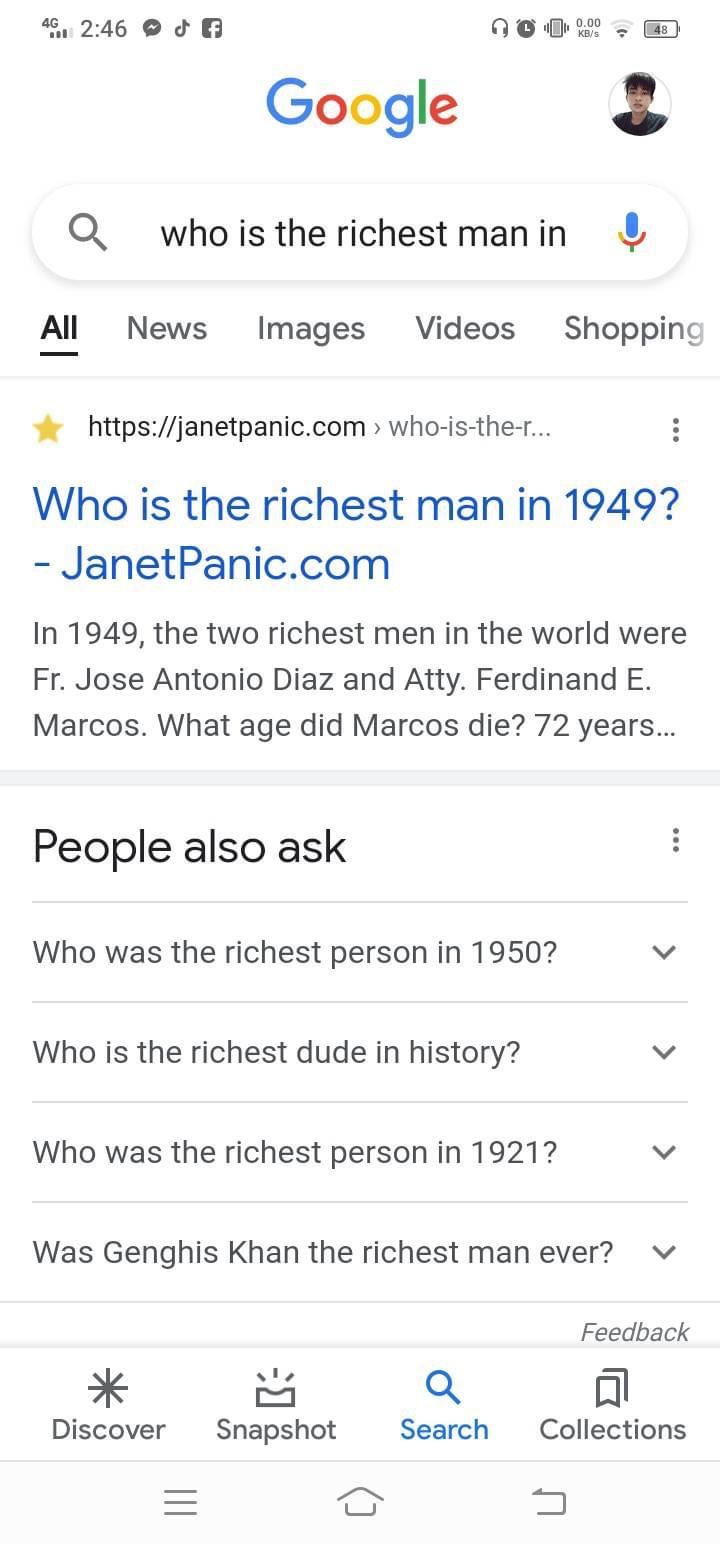 4G 2:46 0.00 KB/s 48
Google
who is the richest man in
All News Images Videos Shopping
https://janetpanic.com › who-is-the-r...
Who is the richest man in 1949?
- JanetPanic.com
In 1949, the two richest men in the world were
Fr. Jose Antonio Diaz and Atty. Ferdinand E.
Marcos. What age did Marcos die? 72 years...
People also ask
Who was the richest person in 1950?
Who is the richest dude in history?
Who was the richest person in 1921?
Was Genghis Khan the richest man ever?
Feedback
Discover Snapshot Search Collections